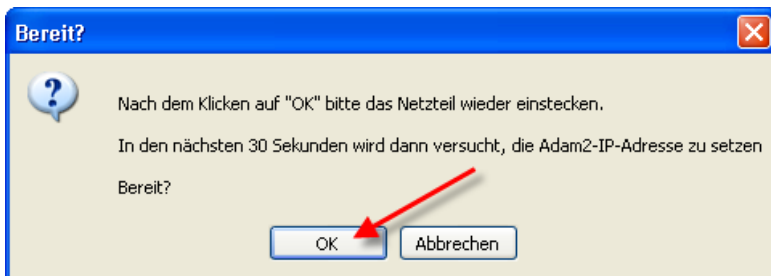 Bereit?
Nach dem Klicken auf "OK" bitte das Netzteil wieder einstecken.
In den nächsten 30 Sekunden wird dann versucht, die Adam2-IP-Adresse zu setzen
Bereit?
OK
Abbrechen